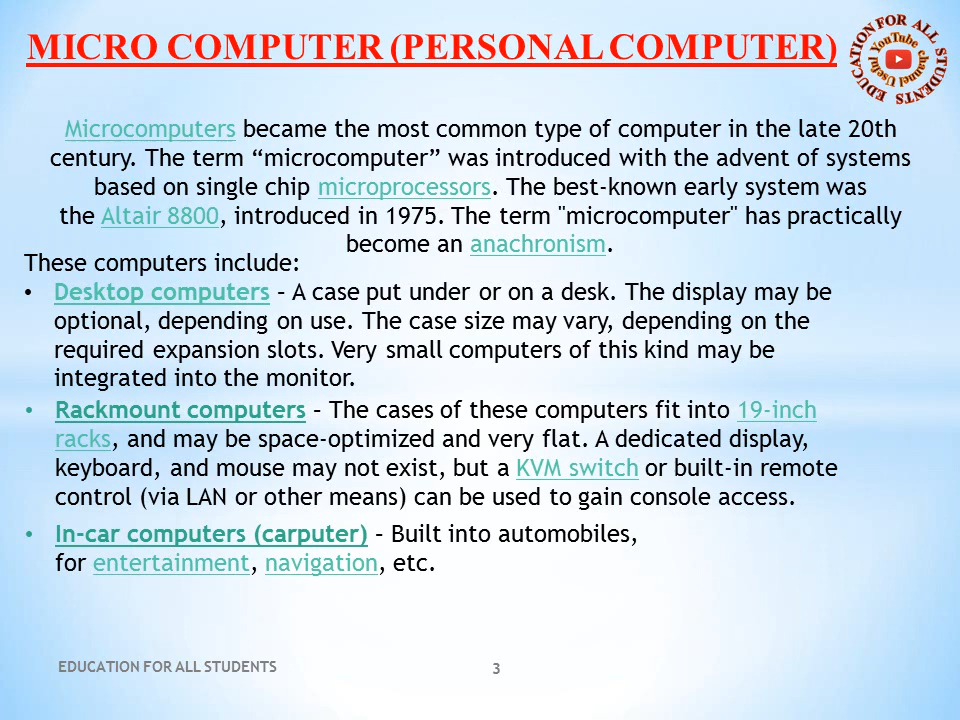 MICRO COMPUTER (PERSONAL COMPUTER)
EDUCATION FOR ALL STUDENTS
YouTube channel Useful
Microcomputers became the most common type of computer in the late 20th
century. The term “microcomputer” was introduced with the advent of systems
based on single chip microprocessors. The best-known early system was
the Altair 8800, introduced in 1975. The term "microcomputer" has practically
become an anachronism.
These computers include:
• Desktop computers – A case put under or on a desk. The display may be
optional, depending on use. The case size may vary, depending on the
required expansion slots. Very small computers of this kind may be
integrated into the monitor.
• Rackmount computers – The cases of these computers fit into 19-inch
racks, and may be space-optimized and very flat. A dedicated display,
keyboard, and mouse may not exist, but a KVM switch or built-in remote
control (via LAN or other means) can be used to gain console access.
• In-car computers (carputer) – Built into automobiles,
for entertainment, navigation, etc.
EDUCATION FOR ALL STUDENTS
3